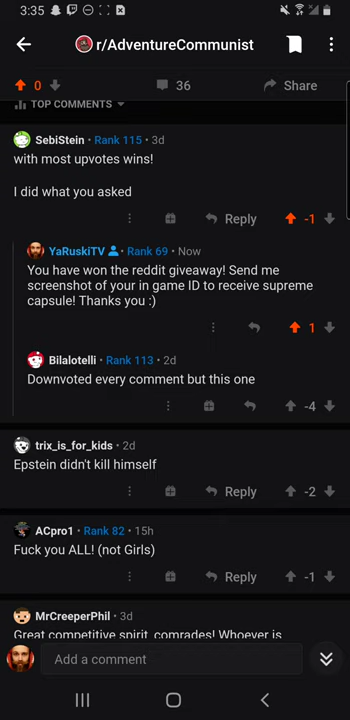 3:35
r/AdventureCommunist
0
36
Share
TOP COMMENTS
SebiStein • Rank 115 • 3d
with most upvotes wins!
I did what you asked
Reply
-1
YaRuskiTV • Rank 69 • Now
You have won the reddit giveaway! Send me
screenshot of your in game ID to receive supreme
capsule! Thank you :)
1
Bilalotelli • Rank 113 • 2d
Downvoted every comment but this one
-4
trix_is_for_kids • 2d
Epstein didn't kill himself
Reply
-2
ACpro1 • Rank 82 • 15h
Fuck you ALL! (not Girls)
Reply
-1
MrCreeperPhil • 3d
Great competitive spirit, comrades! Whoever is
Add a comment